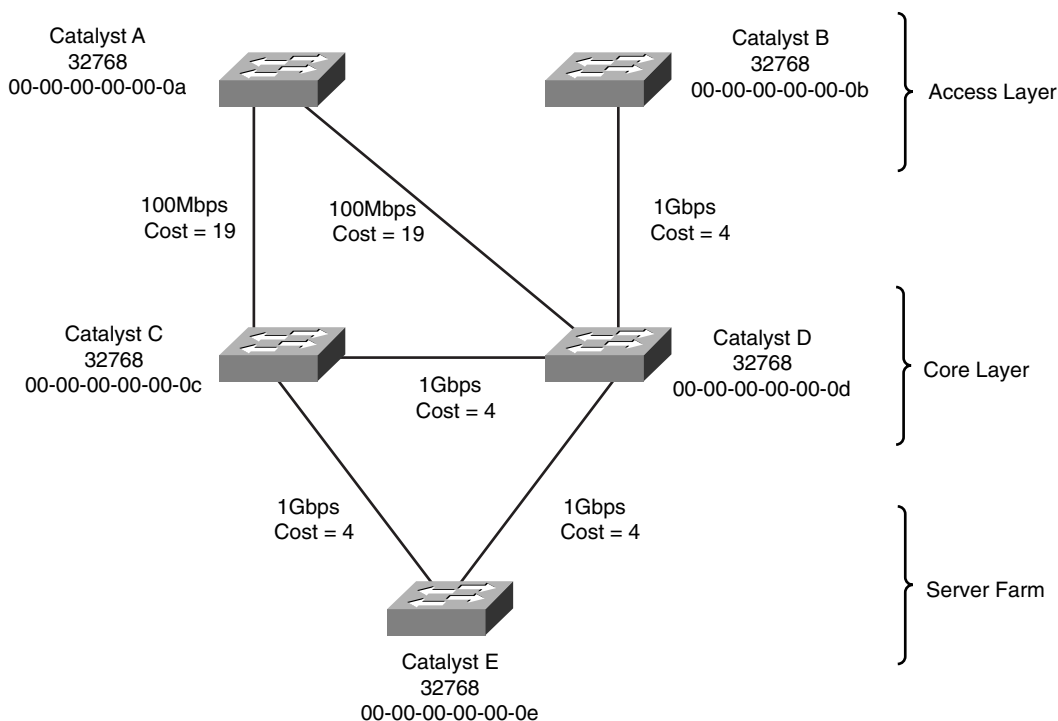 Catalyst A
32768
00-00-00-00-00-0a
Catalyst B
32768
00-00-00-00-00-0b
Access Layer
100Mbps
Cost = 19
100Mbps
Cost = 19
1Gbps
Cost = 4
Catalyst C
32768
00-00-00-00-00-0c
Catalyst D
32768
00-00-00-00-00-0d
Core Layer
1Gbps
Cost = 4
1Gbps
Cost = 4
1Gbps
Cost = 4
Server Farm
Catalyst E
32768
00-00-00-00-00-0e